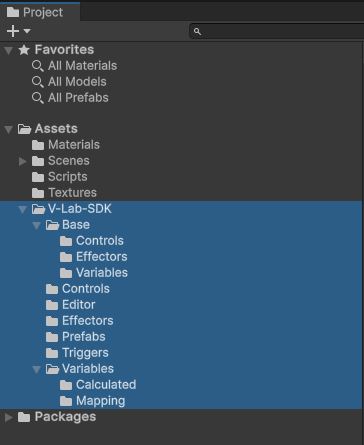 Project
Favorites
All Materials
All Models
All Prefabs
Assets
Materials
Scenes
Scripts
Textures
V-Lab-SDK
Base
Controls
Effectors
Variables
Controls
Editor
Effectors
Prefabs
Triggers
Variables
Calculated
Mapping
Packages